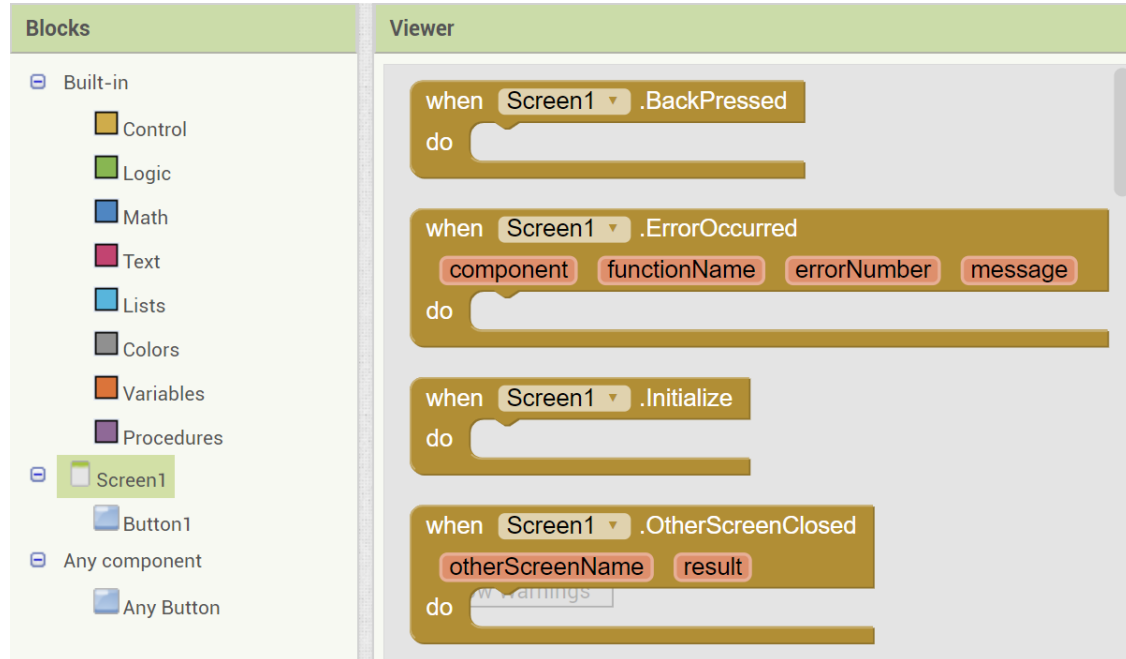 Blocks
Built-in
Control
Logic
Math
Text
Lists
Colors
Variables
Procedures
Screen1
Button1
Any component
Any Button
Viewer
when Screen1 .BackPressed
do
when Screen1 .ErrorOccurred
component functionName errorNumber message
do
when Screen1 .Initialize
do
when Screen1 .OtherScreenClosed
otherScreenName result
do
Warnings